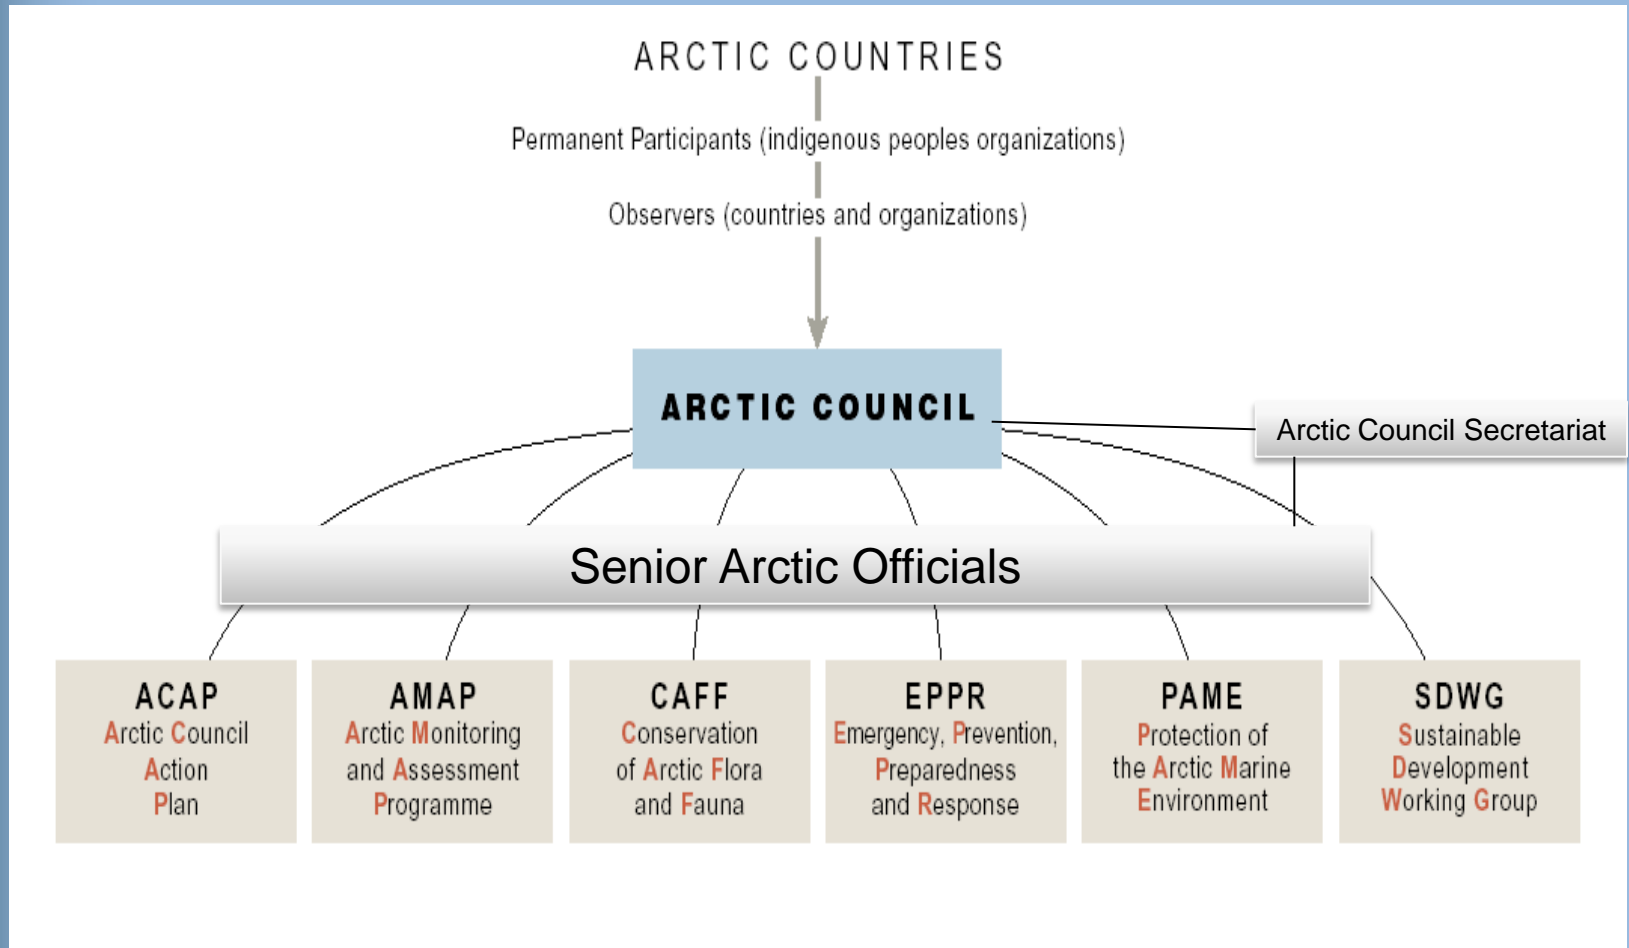 ARCTIC COUNTRIES
Permanent Participants (indigenous peoples organizations)
Observers (countries and organizations)
ARCTIC COUNCIL
Arctic Council Secretariat
Senior Arctic Officials
ACAP
Arctic Council
Action
Plan
AMAP
Arctic Monitoring
and Assessment
Programme
CAFF
Conservation
of Arctic Flora
and Fauna
EPPR
Emergency, Prevention,
Preparedness
and Response
PAME
Protection of
the Arctic Marine
Environment
SDWG
Sustainable
Development
Working Group